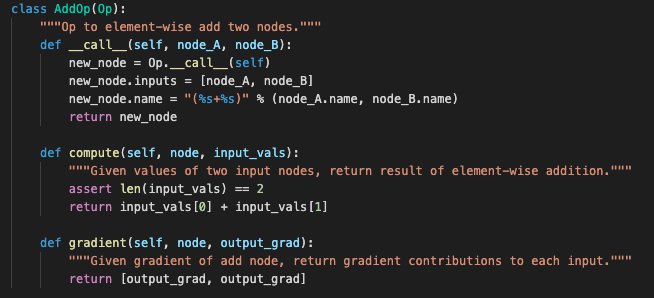 class AddOp(Op):
    """Op to element-wise add two nodes."""
    def __call__(self, node_A, node_B):
        new_node = Op.__call__(self)
        new_node.inputs = [node_A, node_B]
        new_node.name = "(%s+%s)" % (node_A.name, node_B.name)
        return new_node

    def compute(self, node, input_vals):
        """Given values of two input nodes, return result of element-wise addition."""
        assert len(input_vals) == 2
        return input_vals[0] + input_vals[1]

    def gradient(self, node, output_grad):
        """Given gradient of add node, return gradient contributions to each input."""
        return [output_grad, output_grad]